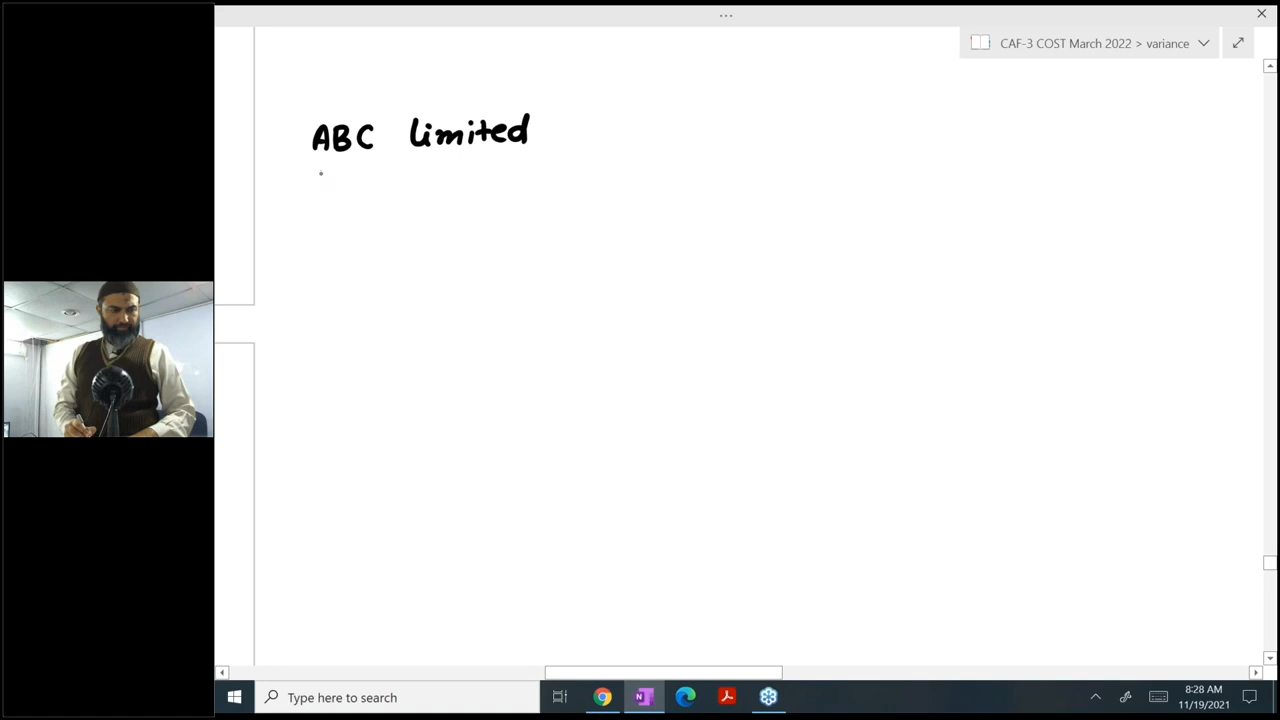 CAF-3 COST March 2022 > variance
ABC Limited
Type here to search
8:28 AM
11/19/2021